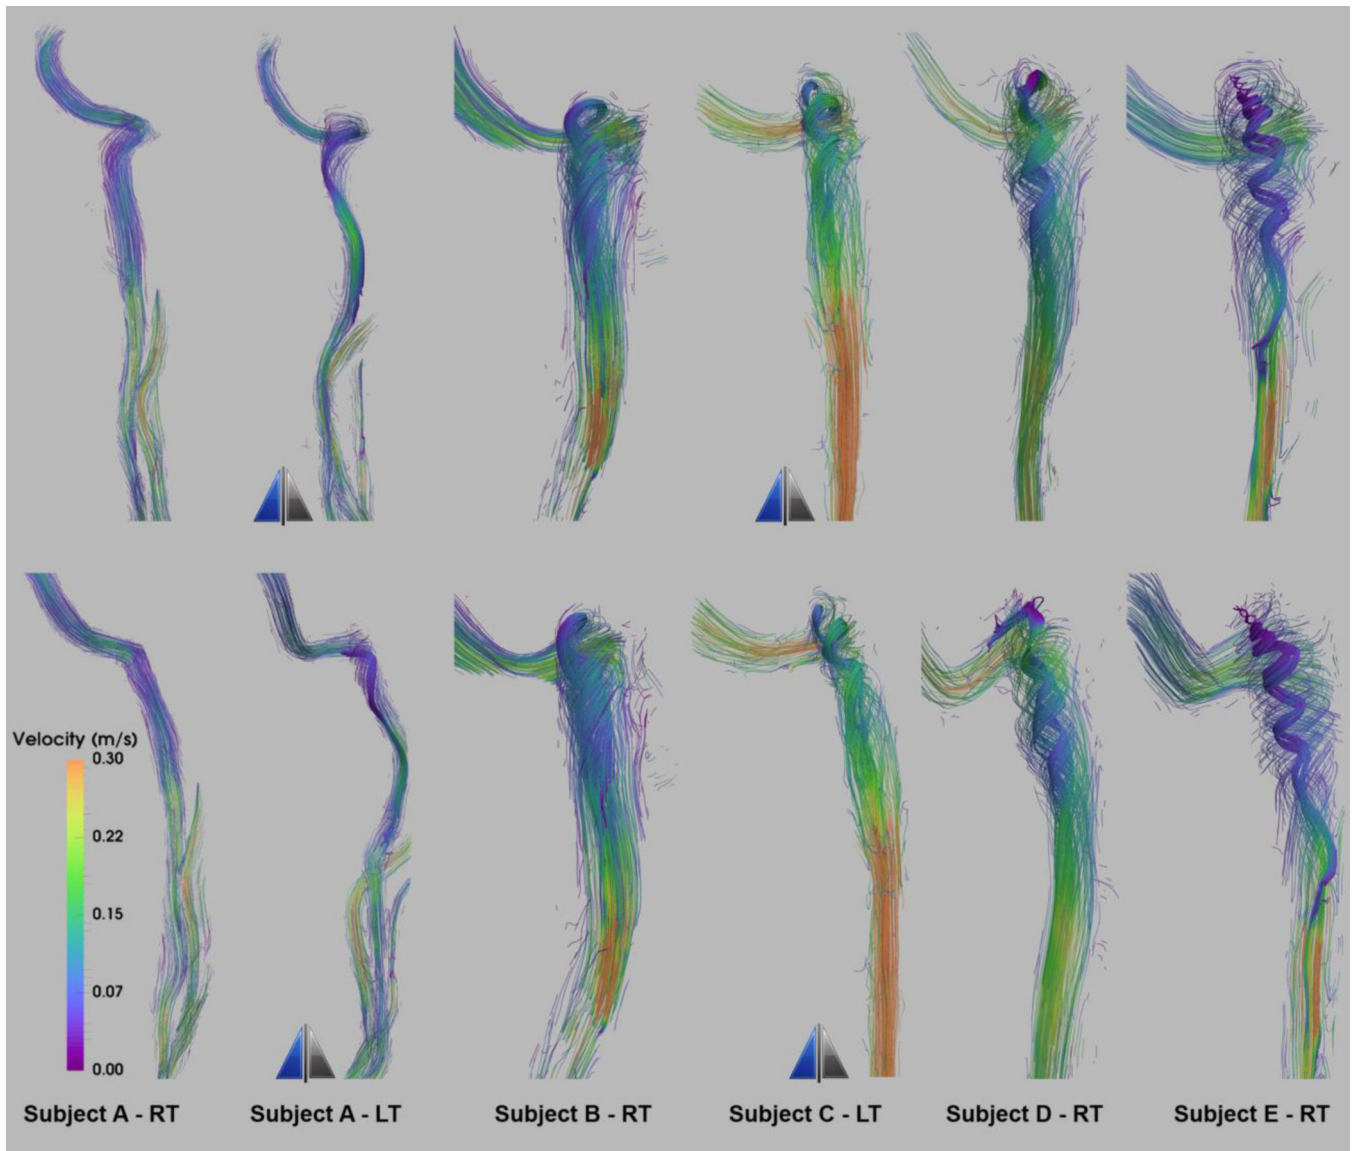 Velocity (m/s)
0.30
0.22
0.15
0.07
0.00
Subject A - RT
Subject A - LT
Subject B - RT
Subject C - LT
Subject D - RT
Subject E - RT